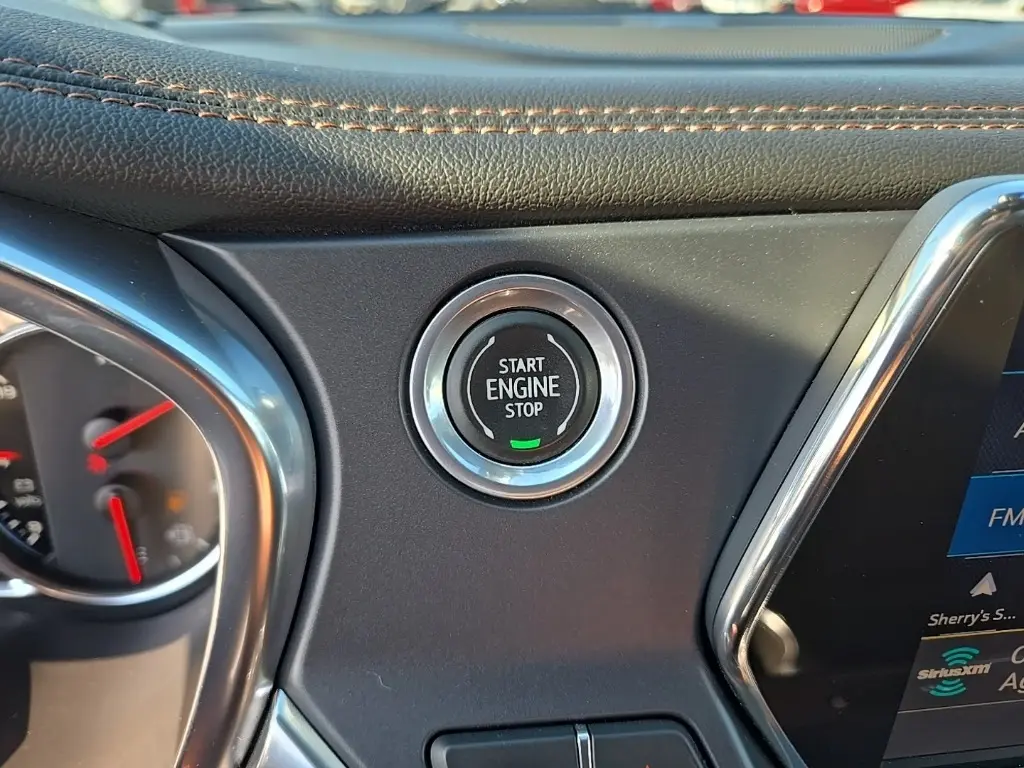 START
ENGINE
STOP
FM
Sherry's S...
SiriusXM